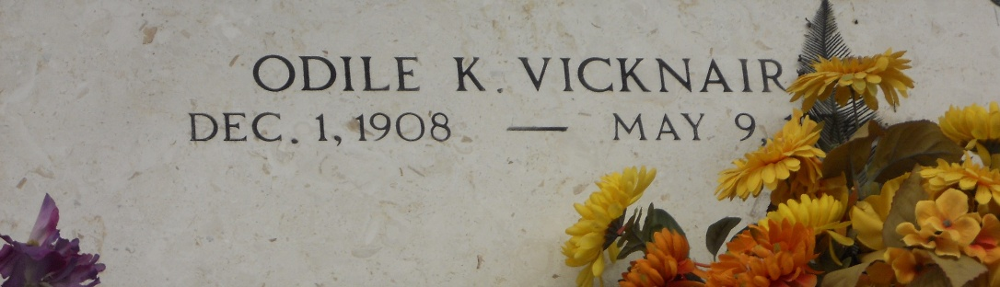 ODILE K. VICKNAIR
DEC. 1, 1908 — MAY 9,